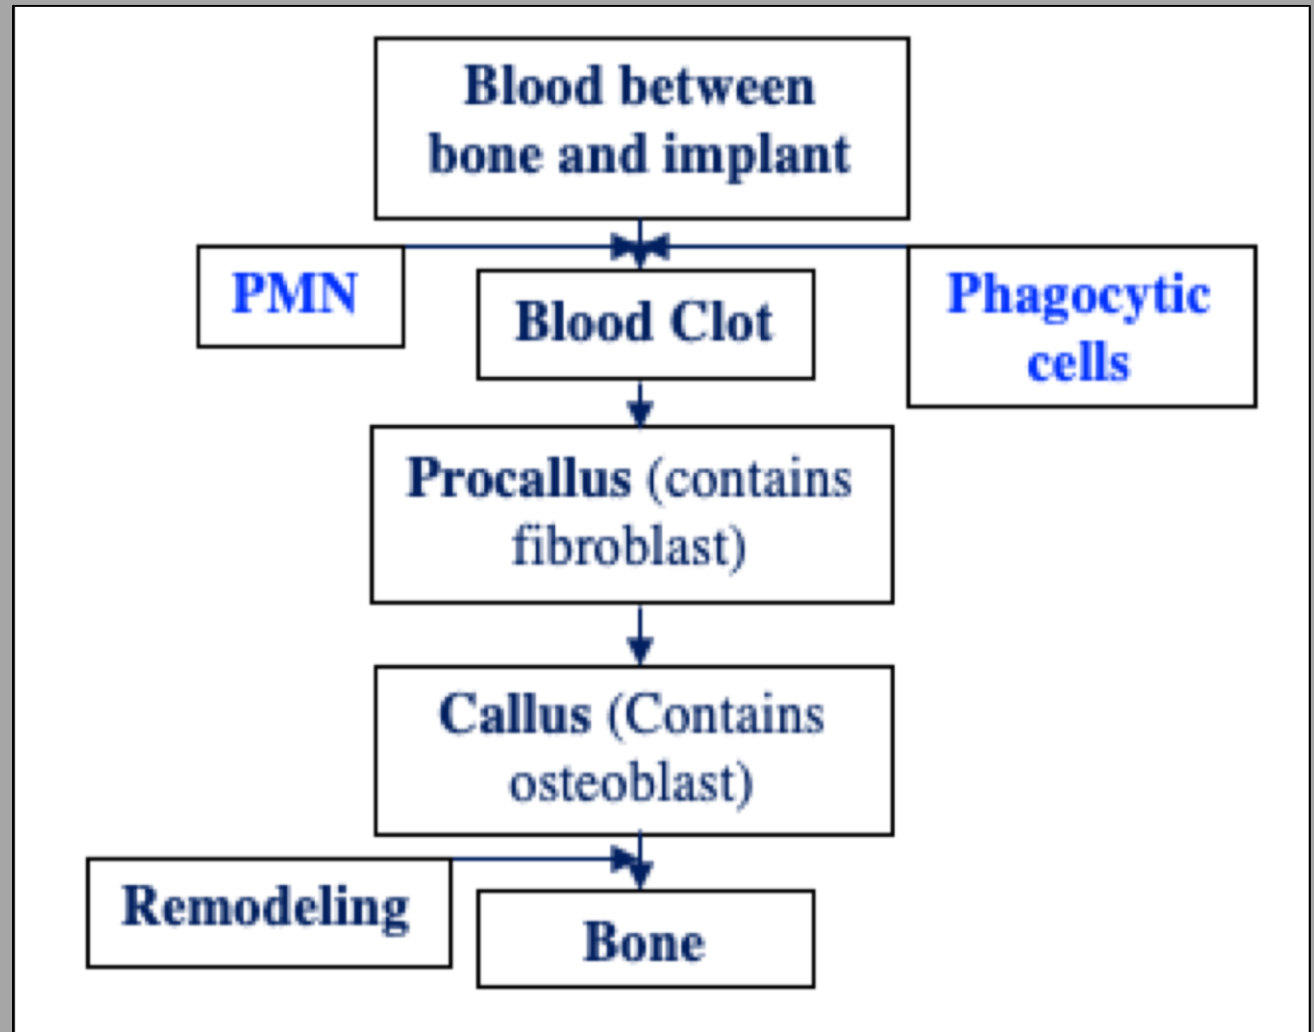 Blood between
bone and implant
PMN
Blood Clot
Phagocytic
cells
Procallus (contains
fibroblast)
Callus (Contains
osteoblast)
Remodeling
Bone